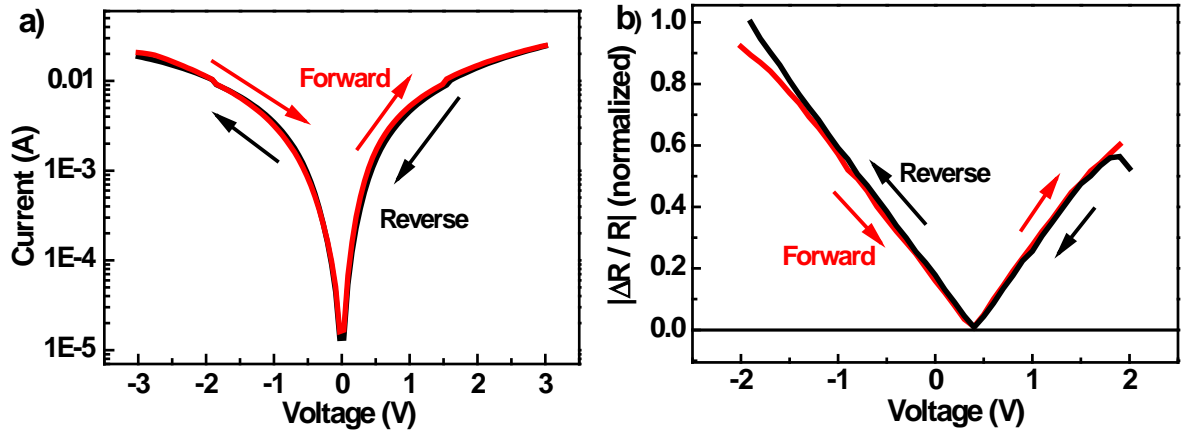 a)
Current (A)
0.01
1E-3
1E-4
1E-5
Forward
Reverse
-3 -2 -1 0 1 2 3
Voltage (V)
b)
|ΔR / R| (normalized)
1.0
0.8
0.6
0.4
0.2
0.0
Reverse
Forward
-2 -1 0 1 2
Voltage (V)